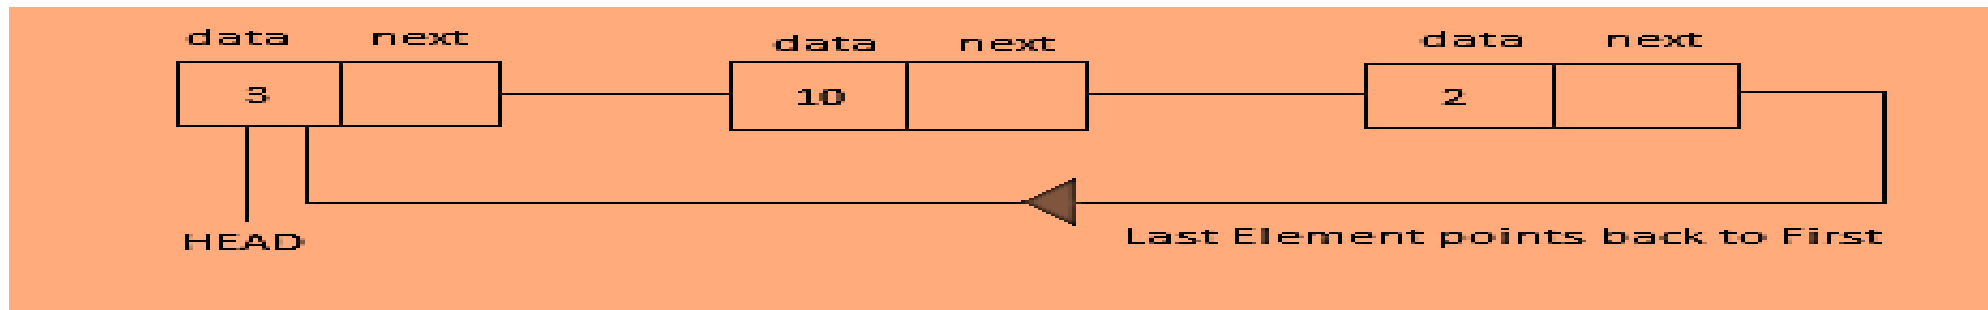 data next data next data next
3 10 2
HEAD
Last Element points back to First